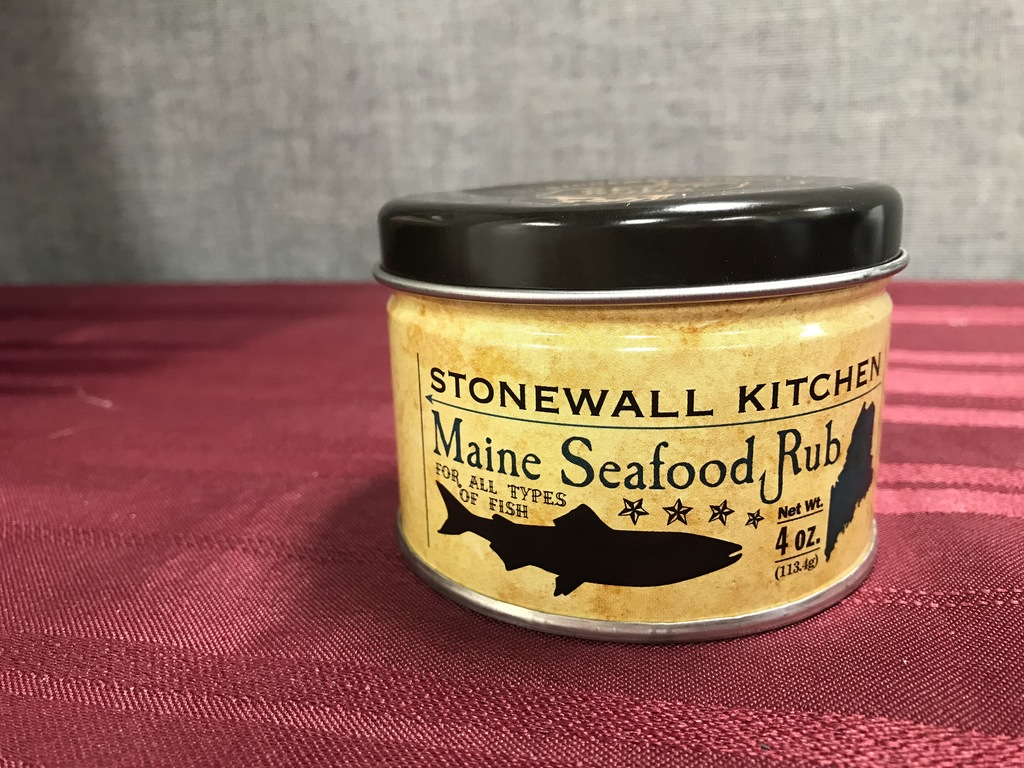 STONEWALL KITCHEN
Maine Seafood Rub
FOR ALL TYPES
OF FISH
Net Wt.
4 oz.
(113.4g)